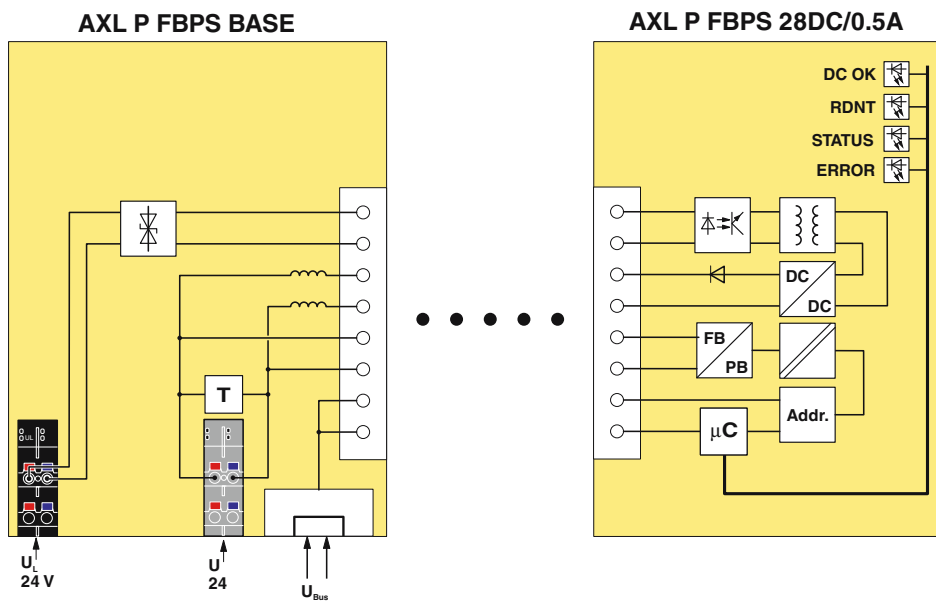 AXL P FBPS BASE
AXL P FBPS 28DC/0.5A
DC OK
RDNT
STATUS
ERROR
DC
DC
FB
PB
T
Addr.
µC
UL
UL
24 V
U
24
UBus